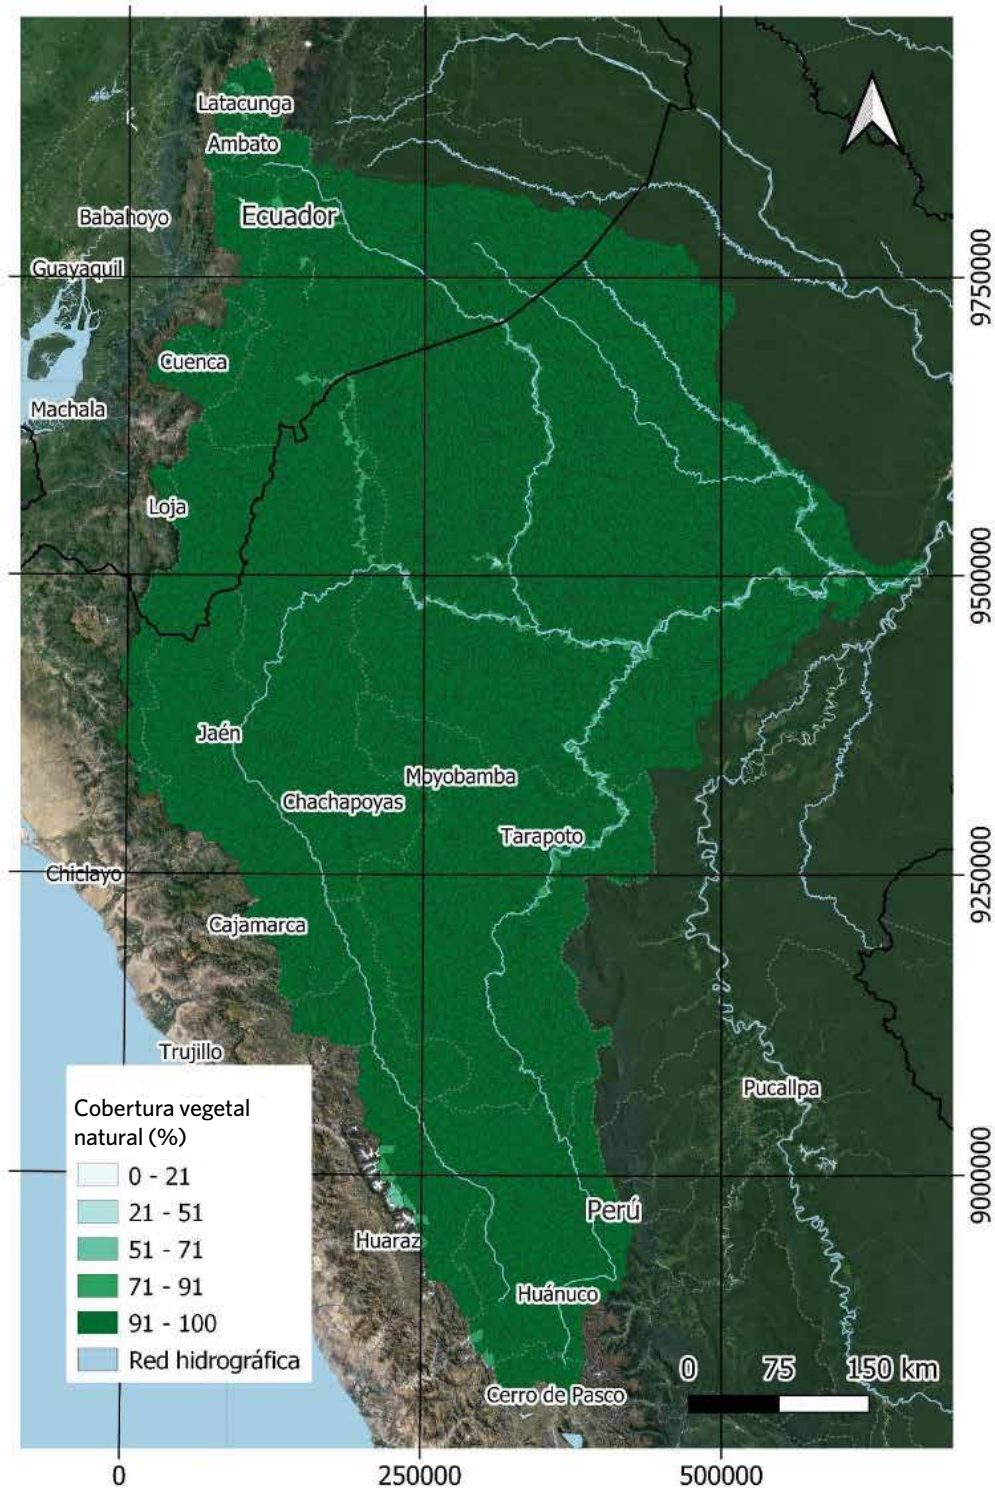 Latacunga
Ambato
Babahoyo
Ecuador
Guayaquil
9750000
Cuenca
Machala
Loja
9500000
Jaén
Moyobamba
Chachapoyas
Tarapoto
Chiclayo
9250000
Cajamarca
Trujillo
Pucallpa
Cobertura vegetal
natural (%)
0 - 21
21 - 51
51 - 71
71 - 91
91 - 100
Red hidrográfica
9000000
Perú
Huaraz
Huánuco
0 75 150 km
Cerro de Pasco
0 250000 500000